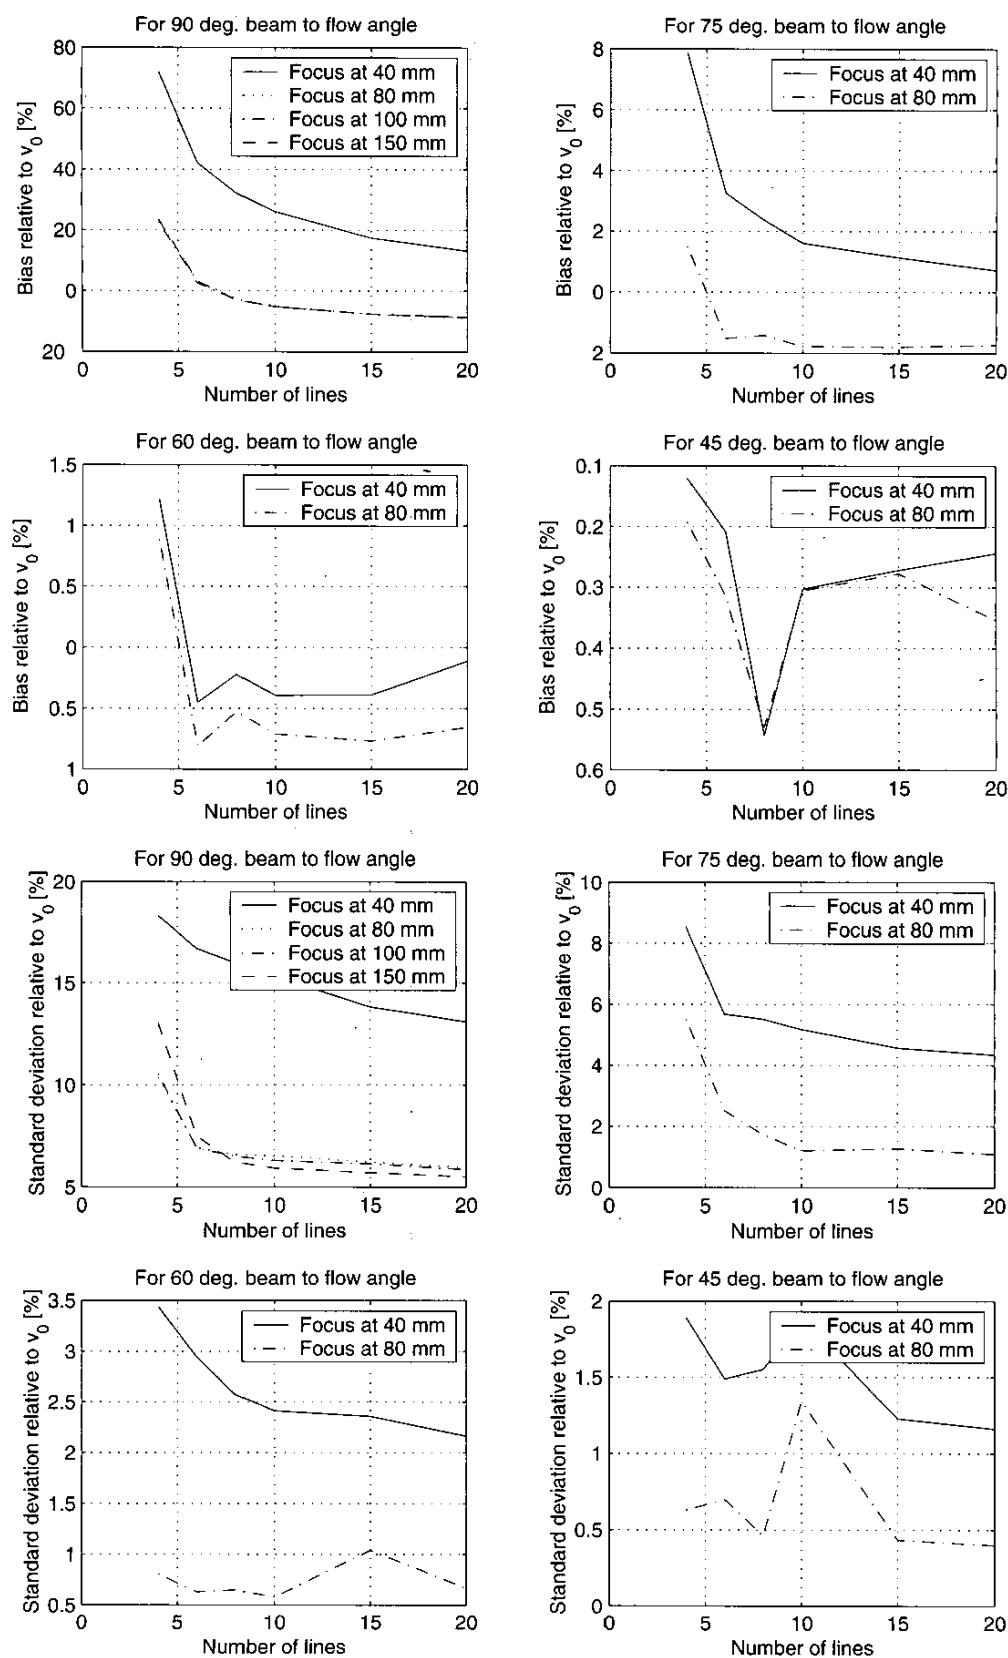 For 90 deg. beam to flow angle
Bias relative to v0 [%]
80
60
40
20
0
20
Focus at 40 mm
Focus at 80 mm
Focus at 100 mm
Focus at 150 mm
0 5 10 15 20
Number of lines
For 75 deg. beam to flow angle
Bias relative to v0 [%]
8
6
4
2
0
2
Focus at 40 mm
Focus at 80 mm
0 5 10 15 20
Number of lines
For 60 deg. beam to flow angle
Bias relative to v0 [%]
1.5
1
0.5
0
0.5
1
Focus at 40 mm
Focus at 80 mm
0 5 10 15 20
Number of lines
For 45 deg. beam to flow angle
Bias relative to v0 [%]
0.1
0.2
0.3
0.4
0.5
0.6
Focus at 40 mm
Focus at 80 mm
0 5 10 15 20
Number of lines
For 90 deg. beam to flow angle
Standard deviation relative to v0 [%]
20
15
10
5
Focus at 40 mm
Focus at 80 mm
Focus at 100 mm
Focus at 150 mm
0 5 10 15 20
Number of lines
For 75 deg. beam to flow angle
Standard deviation relative to v0 [%]
10
8
6
4
2
0
Focus at 40 mm
Focus at 80 mm
0 5 10 15 20
Number of lines
For 60 deg. beam to flow angle
Standard deviation relative to v0 [%]
3.5
3
2.5
2
1.5
1
0.5
Focus at 40 mm
Focus at 80 mm
0 5 10 15 20
Number of lines
For 45 deg. beam to flow angle
Standard deviation relative to v0 [%]
2
1.5
1
0.5
0
Focus at 40 mm
Focus at 80 mm
0 5 10 15 20
Number of lines